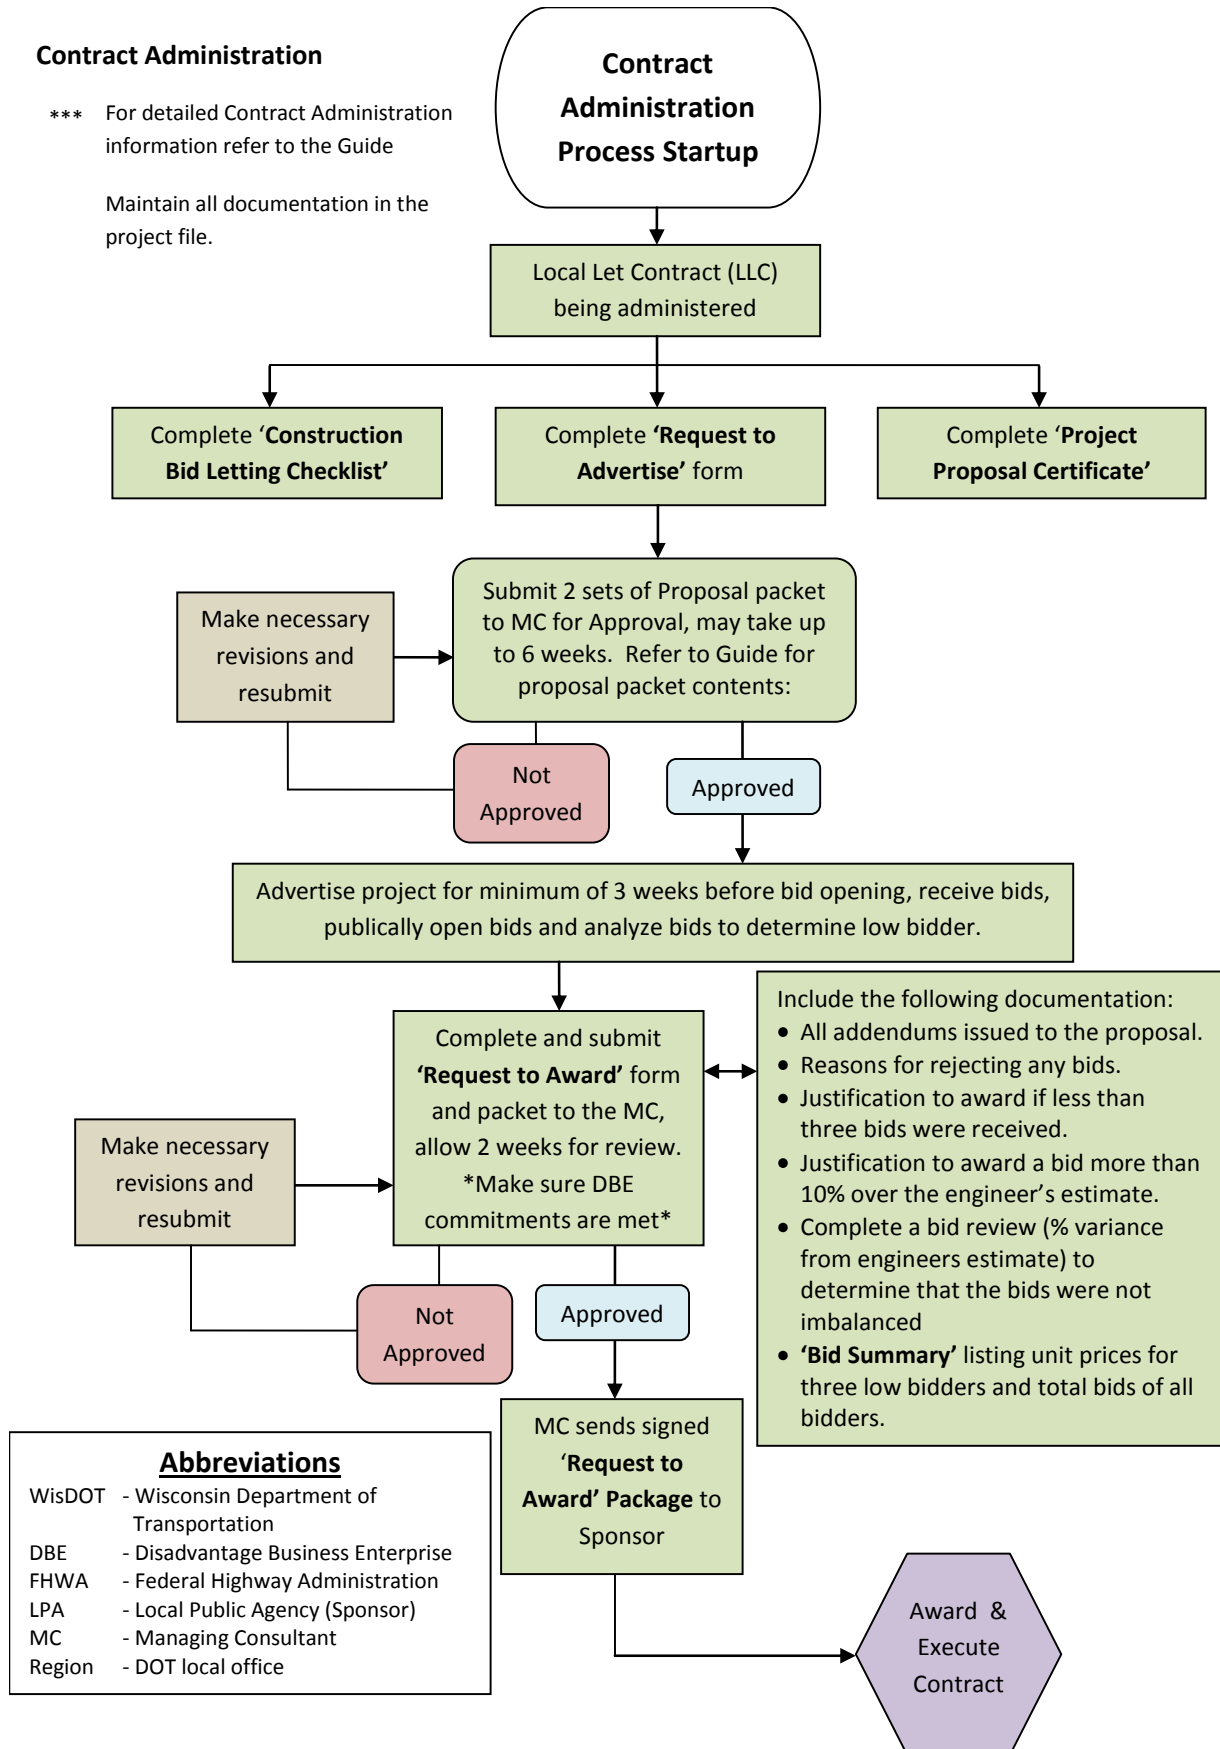 Contract Administration
*** For detailed Contract Administration
information refer to the Guide
Maintain all documentation in the
project file.
Contract
Administration
Process Startup
Local Let Contract (LLC)
being administered
Complete ‘Construction
Bid Letting Checklist’
Complete ‘Request to
Advertise’ form
Complete ‘Project
Proposal Certificate’
Make necessary
revisions and
resubmit
Submit 2 sets of Proposal packet
to MC for Approval, may take up
to 6 weeks. Refer to Guide for
proposal packet contents:
Not
Approved
Approved
Advertise project for minimum of 3 weeks before bid opening, receive bids,
publically open bids and analyze bids to determine low bidder.
Complete and submit
‘Request to Award’ form
and packet to the MC,
allow 2 weeks for review.
*Make sure DBE
commitments are met*
Include the following documentation:
• All addendums issued to the proposal.
• Reasons for rejecting any bids.
• Justification to award if less than
three bids were received.
• Justification to award a bid more than
10% over the engineer’s estimate.
• Complete a bid review (% variance
from engineers estimate) to
determine that the bids were not
imbalanced
• ‘Bid Summary’ listing unit prices for
three low bidders and total bids of all
bidders.
Make necessary
revisions and
resubmit
Not
Approved
Approved
MC sends signed
‘Request to
Award’ Package to
Sponsor
Abbreviations
WisDOT - Wisconsin Department of
Transportation
DBE - Disadvantage Business Enterprise
FHWA - Federal Highway Administration
LPA - Local Public Agency (Sponsor)
MC - Managing Consultant
Region - DOT local office
Award &
Execute
Contract